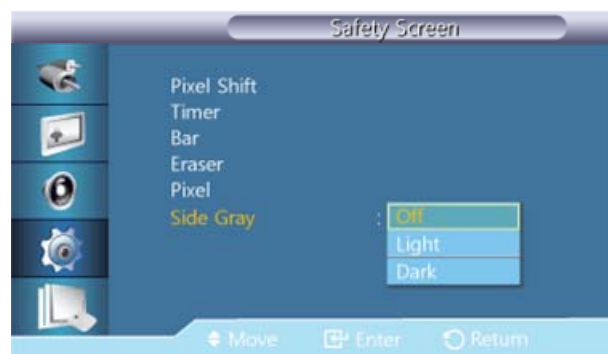 Safety Screen
Pixel Shift
Timer
Bar
Eraser
Pixel
Side Gray : Off
Light
Dark
Move Enter Return